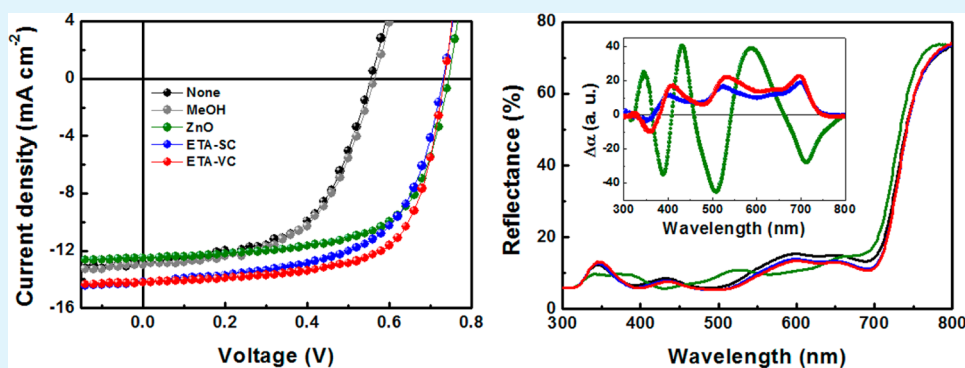 Current density (mA cm⁻²)
4
0
-4
-8
-12
-16
None
MeOH
ZnO
ETA-SC
ETA-VC
0.0
0.2
0.4
0.6
0.8
Voltage (V)
Reflectance (%)
80
60
40
20
0
300
400
500
600
700
800
Wavelength (nm)
Δα (a. u.)
40
20
0
-20
-40
300 400 500 600 700 800
Wavelength (nm)